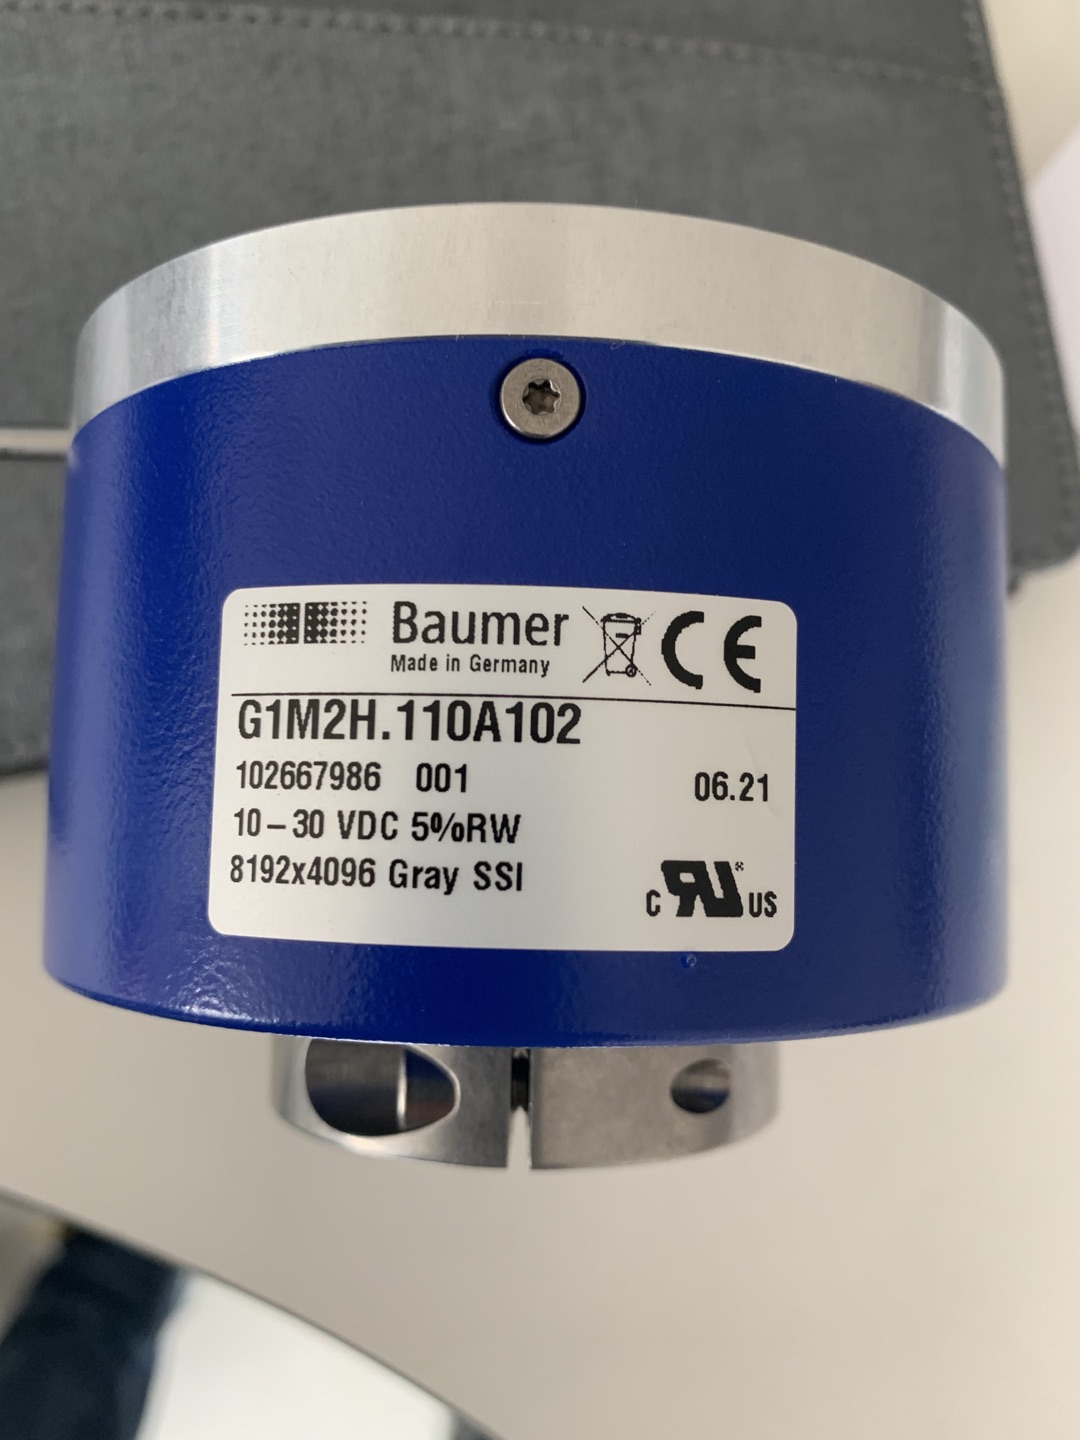 Baumer CE
Made in Germany
G1M2H.110A102
102667986 001 06.21
10–30 VDC 5%RW
8192x4096 Gray SSI
C RU US